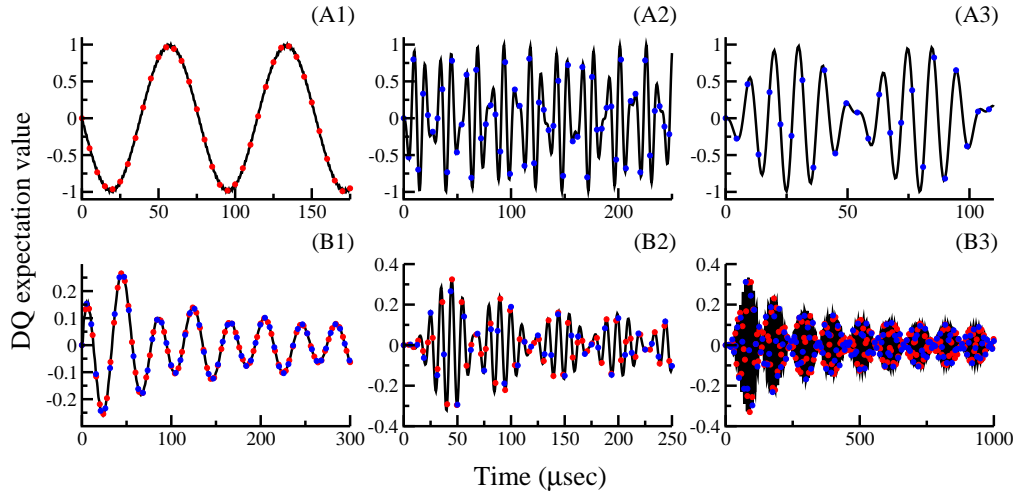 (A1) (A2) (A3)
1 1 1
0.5 0.5 0.5
0 0 0
-0.5 -0.5 -0.5
-1 -1 -1
0 50 100 150 0 100 200 0 50 100
DQ expectation value
(B1) (B2) (B3)
0.4 0.4
0.2 0.2 0.2
0.1
0 0 0
-0.1
-0.2 -0.2 -0.2
-0.4 -0.4
0 100 200 300 0 50 100 150 200 250 0 250 500 750 1000
Time (μsec)